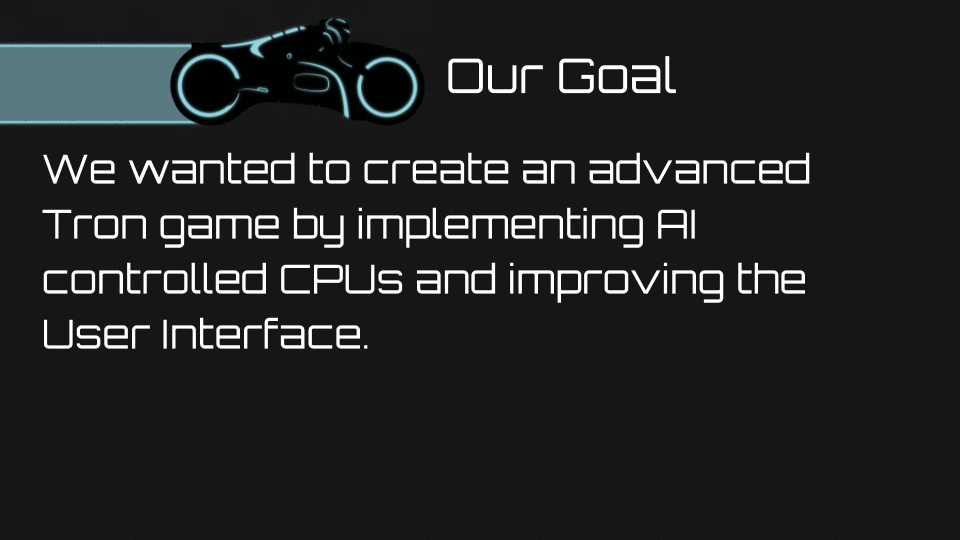 Our Goal
We wanted to create an advanced
Tron game by implementing AI
controlled CPUs and improving the
User Interface.